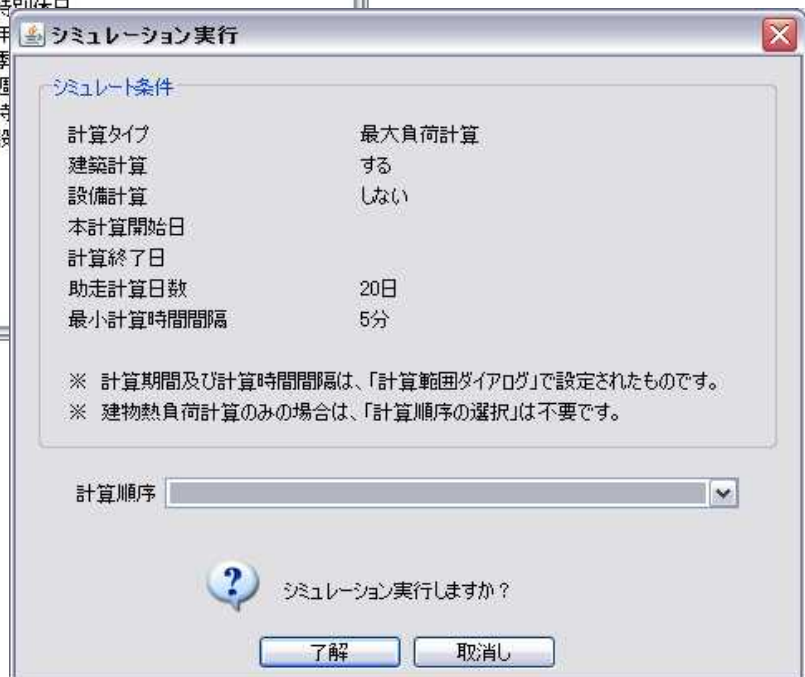 特別休日
シミュレーション実行
シミュレート条件
計算タイプ 最大負荷計算
建築計算 する
設備計算 しない
本計算開始日
計算終了日
助走計算日数 20日
最小計算時間間隔 5分
※ 計算期間及び計算時間間隔は、「計算範囲ダイアログ」で設定されたものです。
※ 建物熱負荷計算のみの場合は、「計算順序の選択」は不要です。
計算順序
シミュレーション実行しますか？
了解 取消し